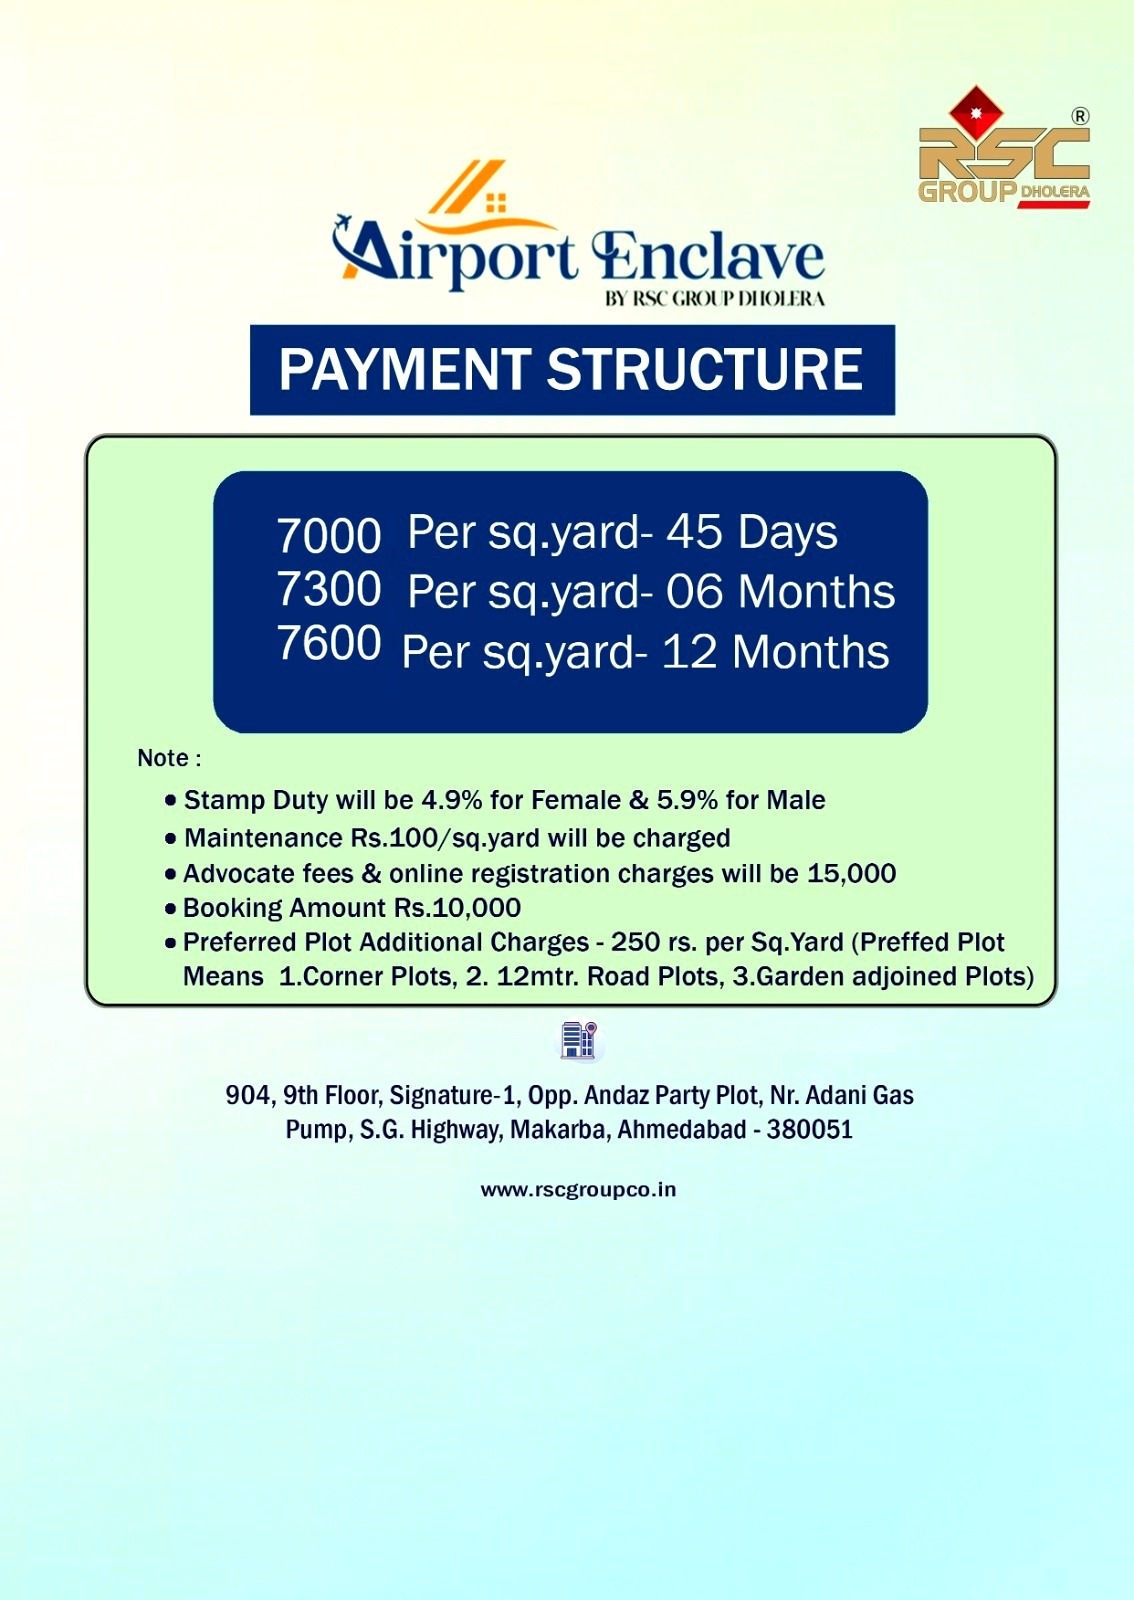 RSC ®
GROUP DHOLERA
Airport Enclave
BY RSC GROUP DHOLERA
PAYMENT STRUCTURE
7000 Per sq.yard- 45 Days
7300 Per sq.yard- 06 Months
7600 Per sq.yard- 12 Months
Note :
• Stamp Duty will be 4.9% for Female & 5.9% for Male
• Maintenance Rs.100/sq.yard will be charged
• Advocate fees & online registration charges will be 15,000
• Booking Amount Rs.10,000
• Preferred Plot Additional Charges - 250 rs. per Sq.Yard (Preffed Plot
Means 1.Corner Plots, 2. 12mtr. Road Plots, 3.Garden adjoined Plots)
904, 9th Floor, Signature-1, Opp. Andaz Party Plot, Nr. Adani Gas
Pump, S.G. Highway, Makarba, Ahmedabad - 380051
www.rscgroupco.in